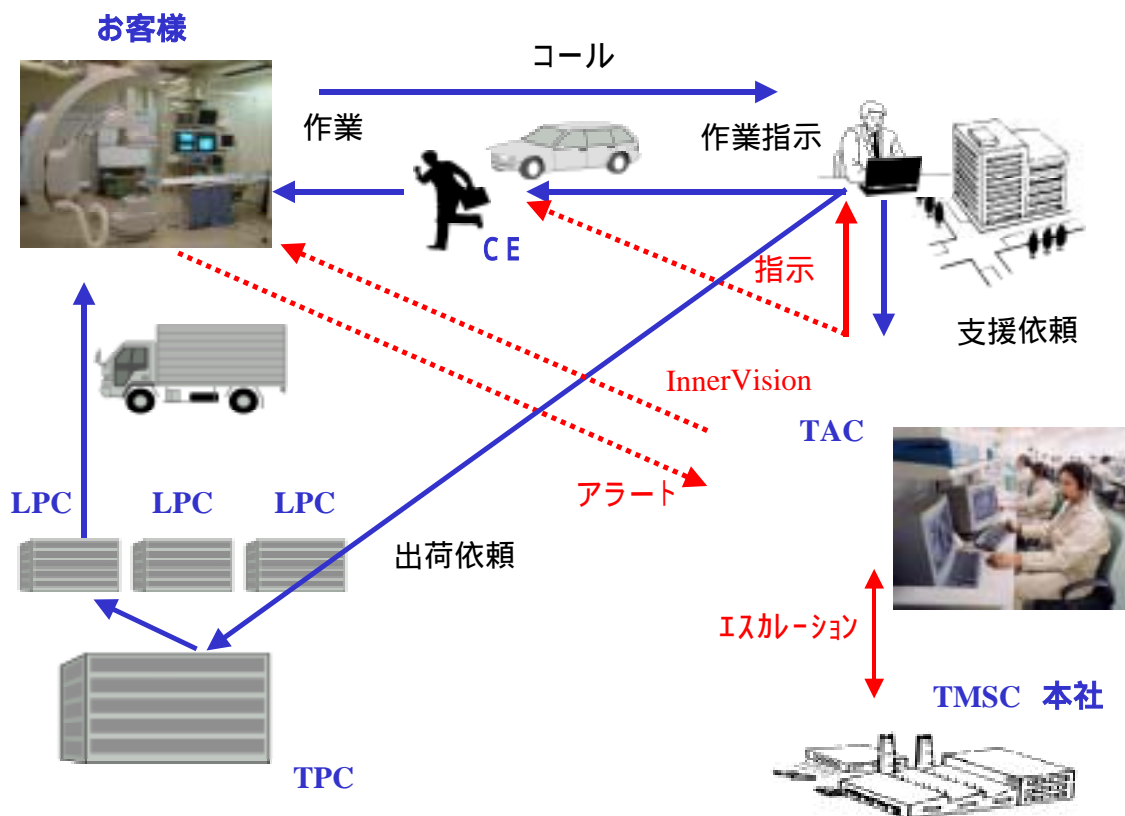 お客様
コール
作業
作業指示
CE
指示
支援依頼
InnerVision
TAC
アラート
LPC
LPC
LPC
出荷依頼
ｴｽｶﾚｰｼｮﾝ
TMSC 本社
TPC